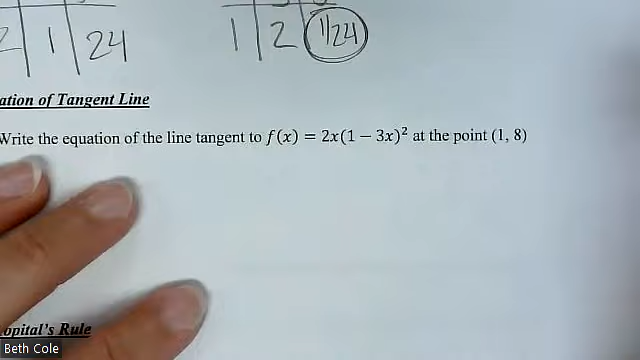 2 | 1 | 24
1 | 2 | 1/24
ation of Tangent Line
Write the equation of the line tangent to f(x) = 2x(1 − 3x)² at the point (1, 8)
opital's Rule
Beth Cole